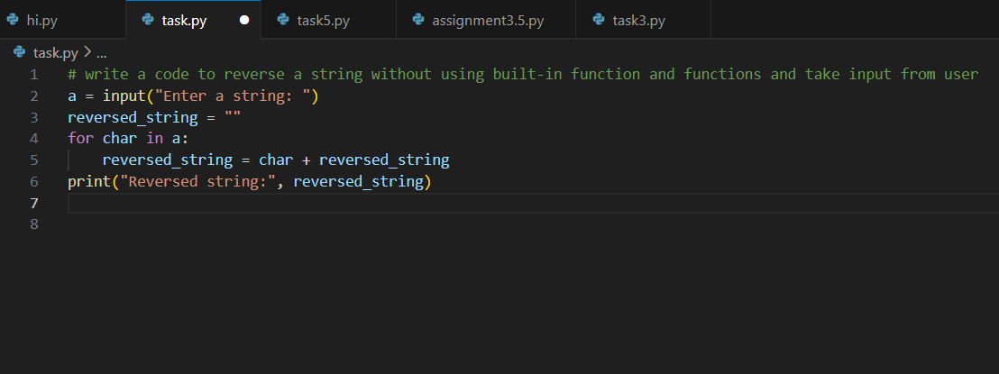 hi.py task.py task5.py assignment3.5.py task3.py
task.py > ...
1 # write a code to reverse a string without using built-in function and functions and take input from user
2 a = input("Enter a string: ")
3 reversed_string = ""
4 for char in a:
5     reversed_string = char + reversed_string
6 print("Reversed string:", reversed_string)
7
8